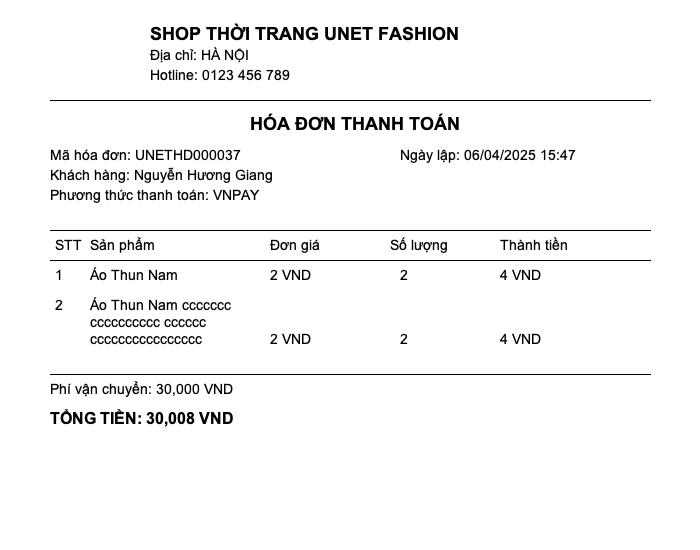 SHOP THỜI TRANG UNET FASHION
Địa chỉ: HÀ NỘI
Hotline: 0123 456 789
HÓA ĐƠN THANH TOÁN
Mã hóa đơn: UNETHD000037 Ngày lập: 06/04/2025 15:47
Khách hàng: Nguyễn Hương Giang
Phương thức thanh toán: VNPAY
STT Sản phẩm Đơn giá Số lượng Thành tiền
1 Áo Thun Nam 2 VND 2 4 VND
2 Áo Thun Nam ccccccc
cccccccccc cccccc
cccccccccccccccc 2 VND 2 4 VND
Phí vận chuyển: 30,000 VND
TỔNG TIỀN: 30,008 VND